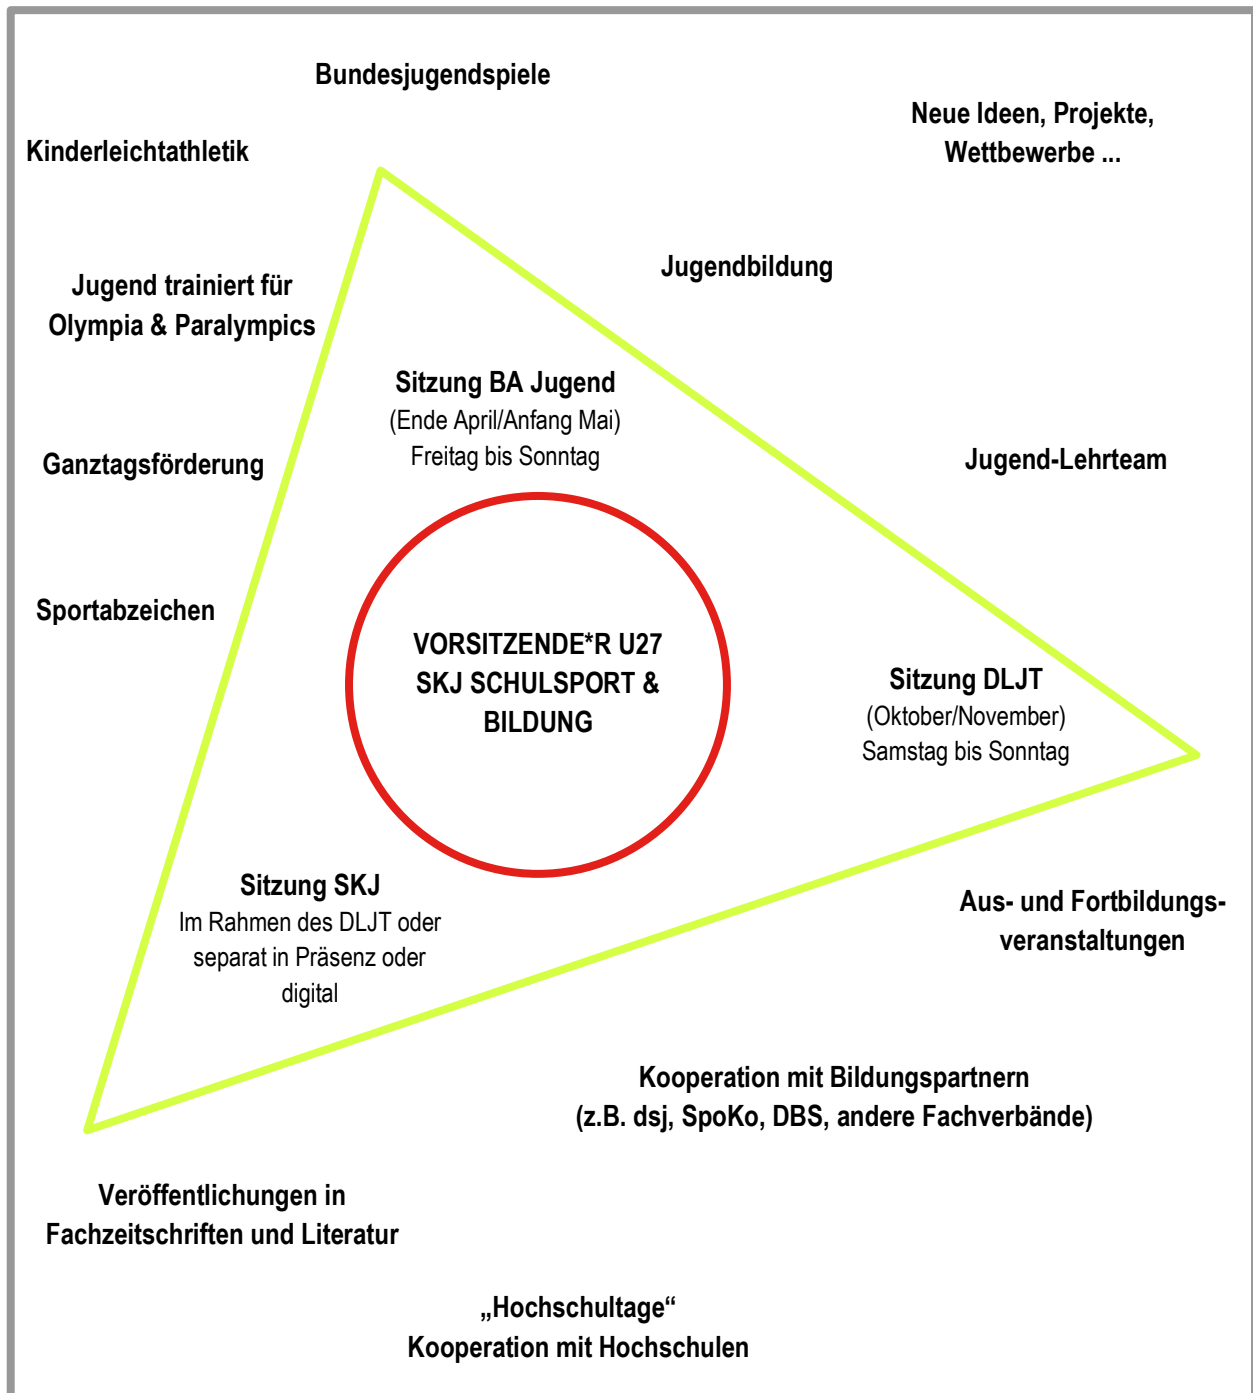 Bundesjugendspiele
Neue Ideen, Projekte,
Wettbewerbe ...
Kinderleichtathletik
Jugendbildung
Jugend trainiert für
Olympia & Paralympics
Sitzung BA Jugend
(Ende April/Anfang Mai)
Freitag bis Sonntag
Ganztagsförderung
Jugend-Lehrteam
Sportabzeichen
VORSITZENDE*R U27
SKJ SCHULSPORT &
BILDUNG
Sitzung DLJT
(Oktober/November)
Samstag bis Sonntag
Sitzung SKJ
Im Rahmen des DLJT oder
separat in Präsenz oder
digital
Aus- und Fortbildungs-
veranstaltungen
Kooperation mit Bildungspartnern
(z.B. dsj, SpoKo, DBS, andere Fachverbände)
Veröffentlichungen in
Fachzeitschriften und Literatur
„Hochschultage“
Kooperation mit Hochschulen